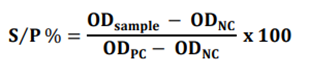 S/P % = (OD_sample − OD_NC) / (OD_PC − OD_NC) x 100